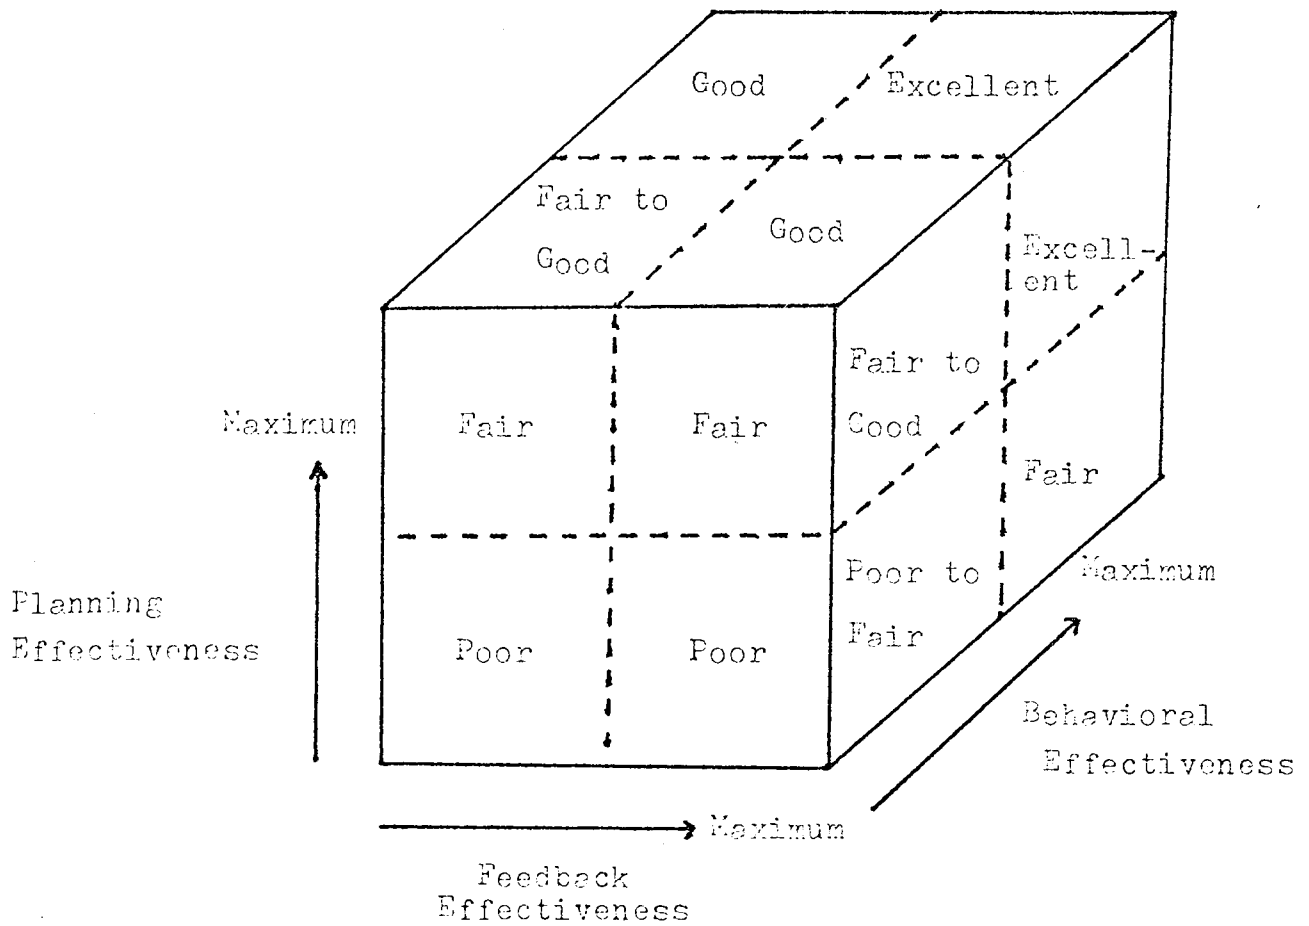 Good
Excellent
Fair to
Good
Good
Excell-
ent
Fair to
Good
Maximum
Fair
Fair
Fair
Poor to
Fair
Maximum
Planning
Effectiveness
Poor
Poor
Behavioral
Effectiveness
Maximum
Feedback
Effectiveness